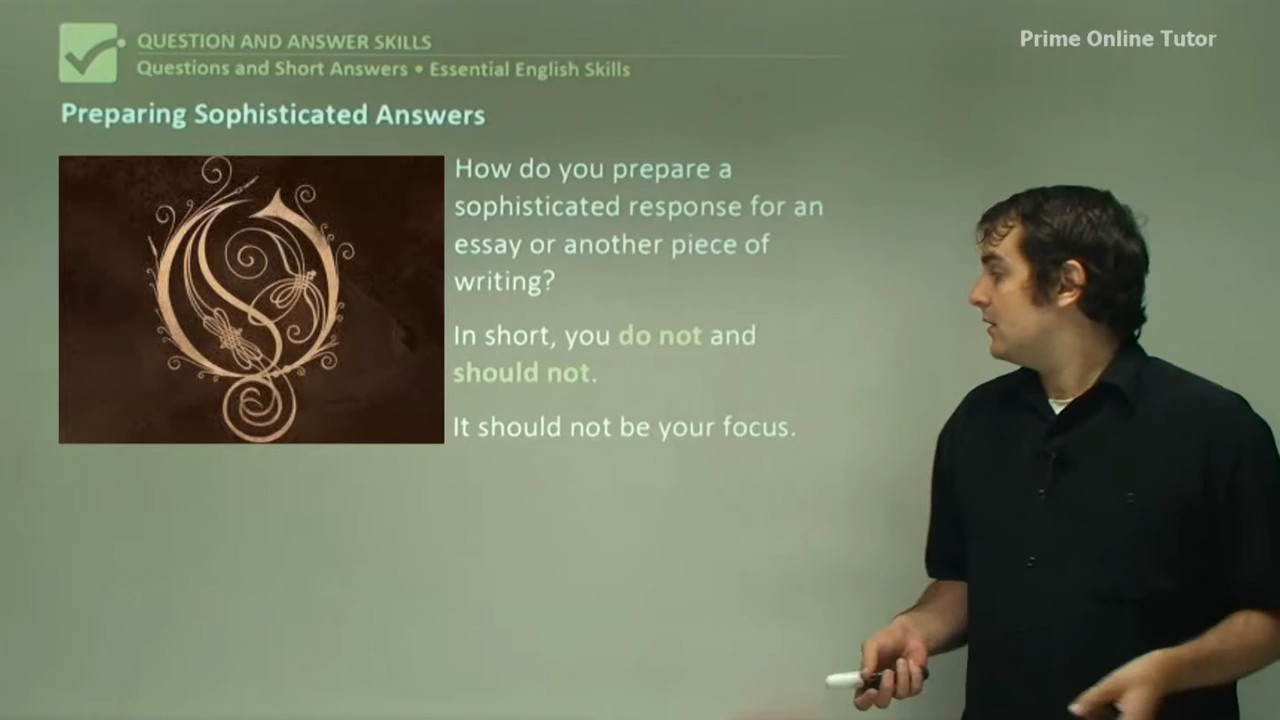 QUESTION AND ANSWER SKILLS
Prime Online Tutor
Questions and Short Answers • Essential English Skills
Preparing Sophisticated Answers
How do you prepare a
sophisticated response for an
essay or another piece of
writing?
In short, you do not and
should not.
It should not be your focus.